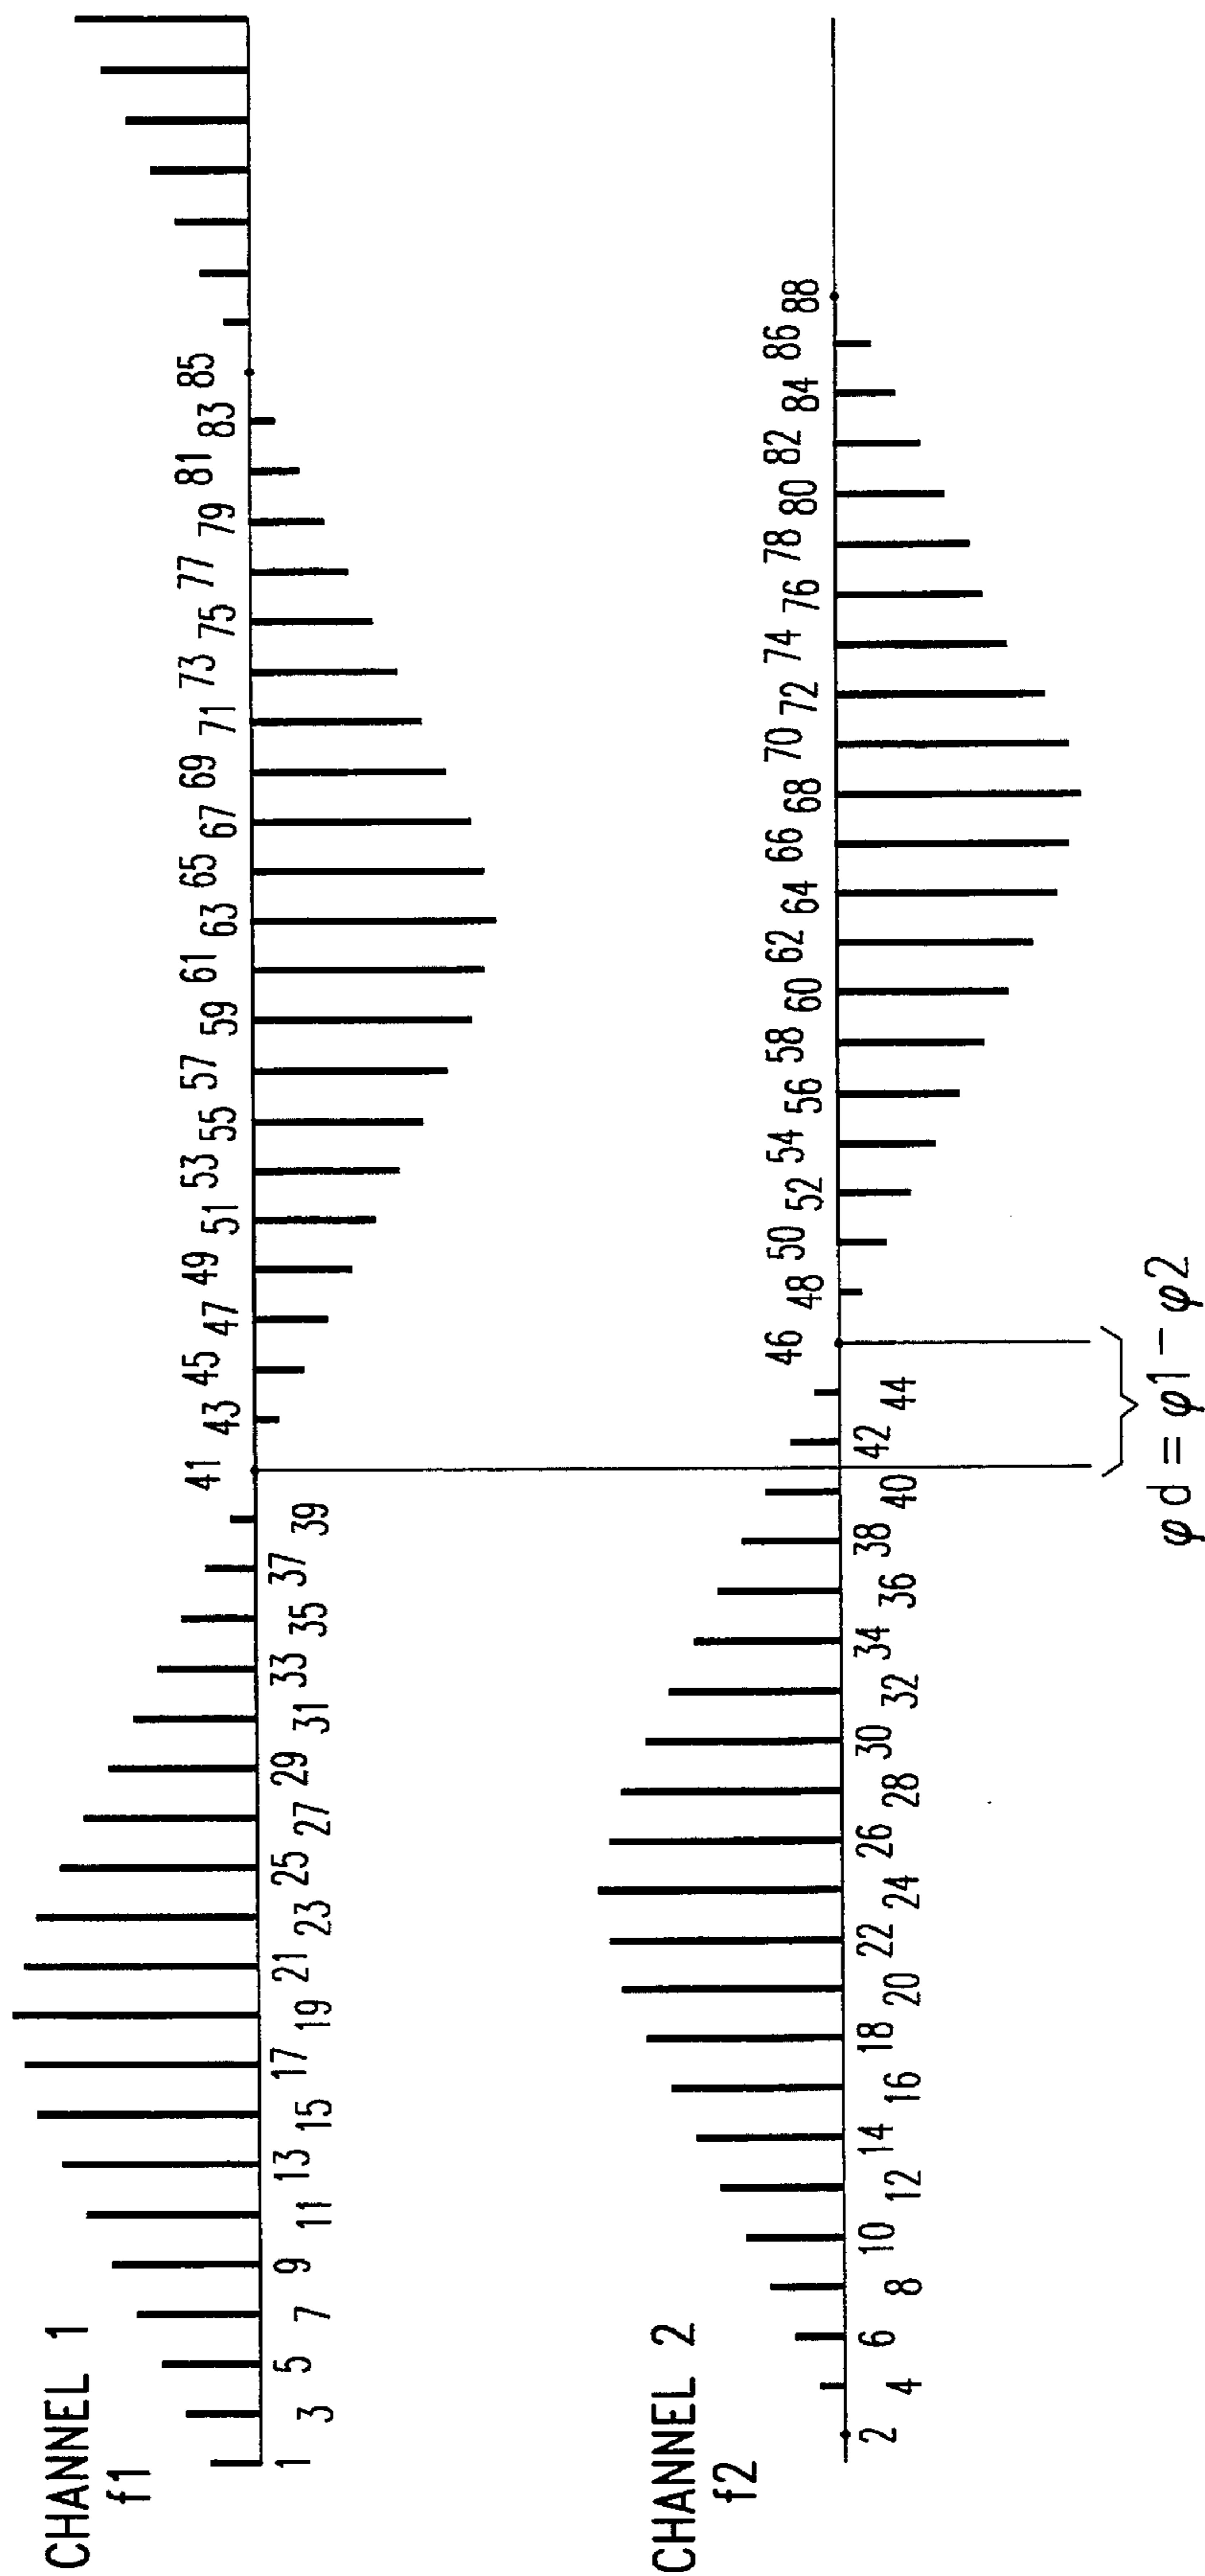 CHANNEL 1
f1
1 3 5 7 9 11 13 15 17 19 21 23 25 27 29 31 33 35 37 39 41 43 45 47 49 51 53 55 57 59 61 63 65 67 69 71 73 75 77 79 81 83 85
CHANNEL 2
f2
2 4 6 8 10 12 14 16 18 20 22 24 26 28 30 32 34 36 38 40 42 44 46 48 50 52 54 56 58 60 62 64 66 68 70 72 74 76 78 80 82 84 86 88
φd = φ1 - φ2